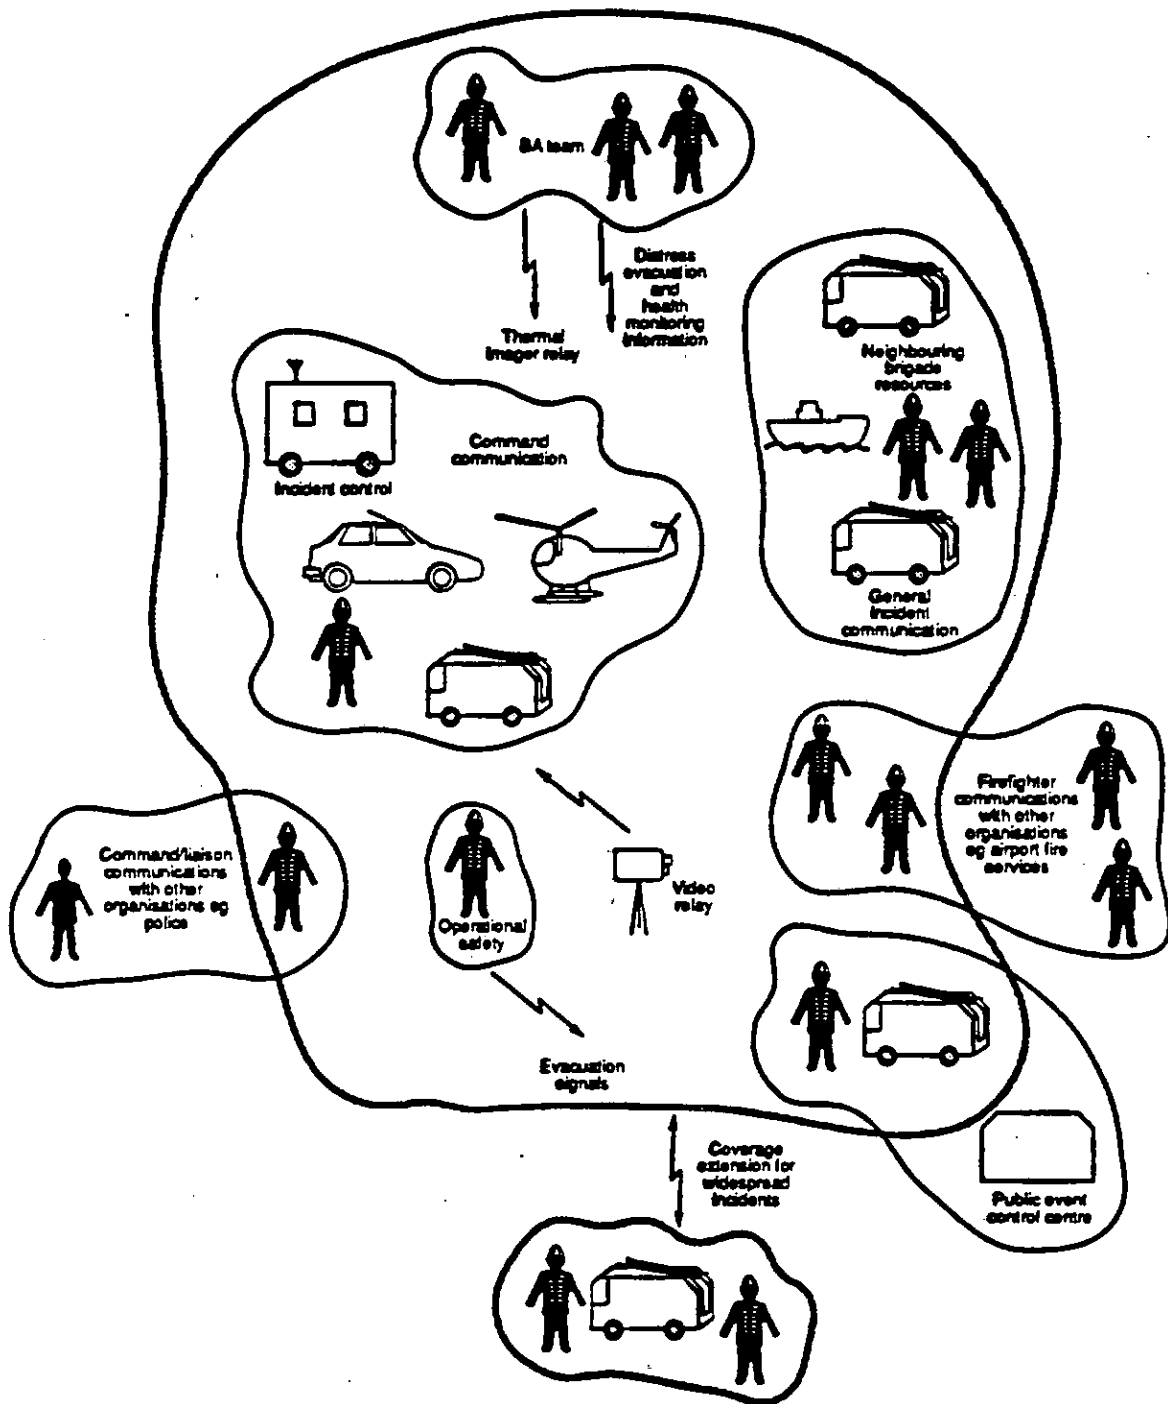 BA team
Distress
evacuation
and
health
monitoring
information
Thermal
imager relay
Neighbouring
brigade
resources
Command
communication
Incident control
General
incident
communication
Firefighter
communications
with other
organisations
eg airport fire
services
Command/liaison
communications
with other
organisations eg
police
Operational
safety
Video
relay
Evacuation
signals
Coverage
extension for
widespread
incidents
Public event
control centre